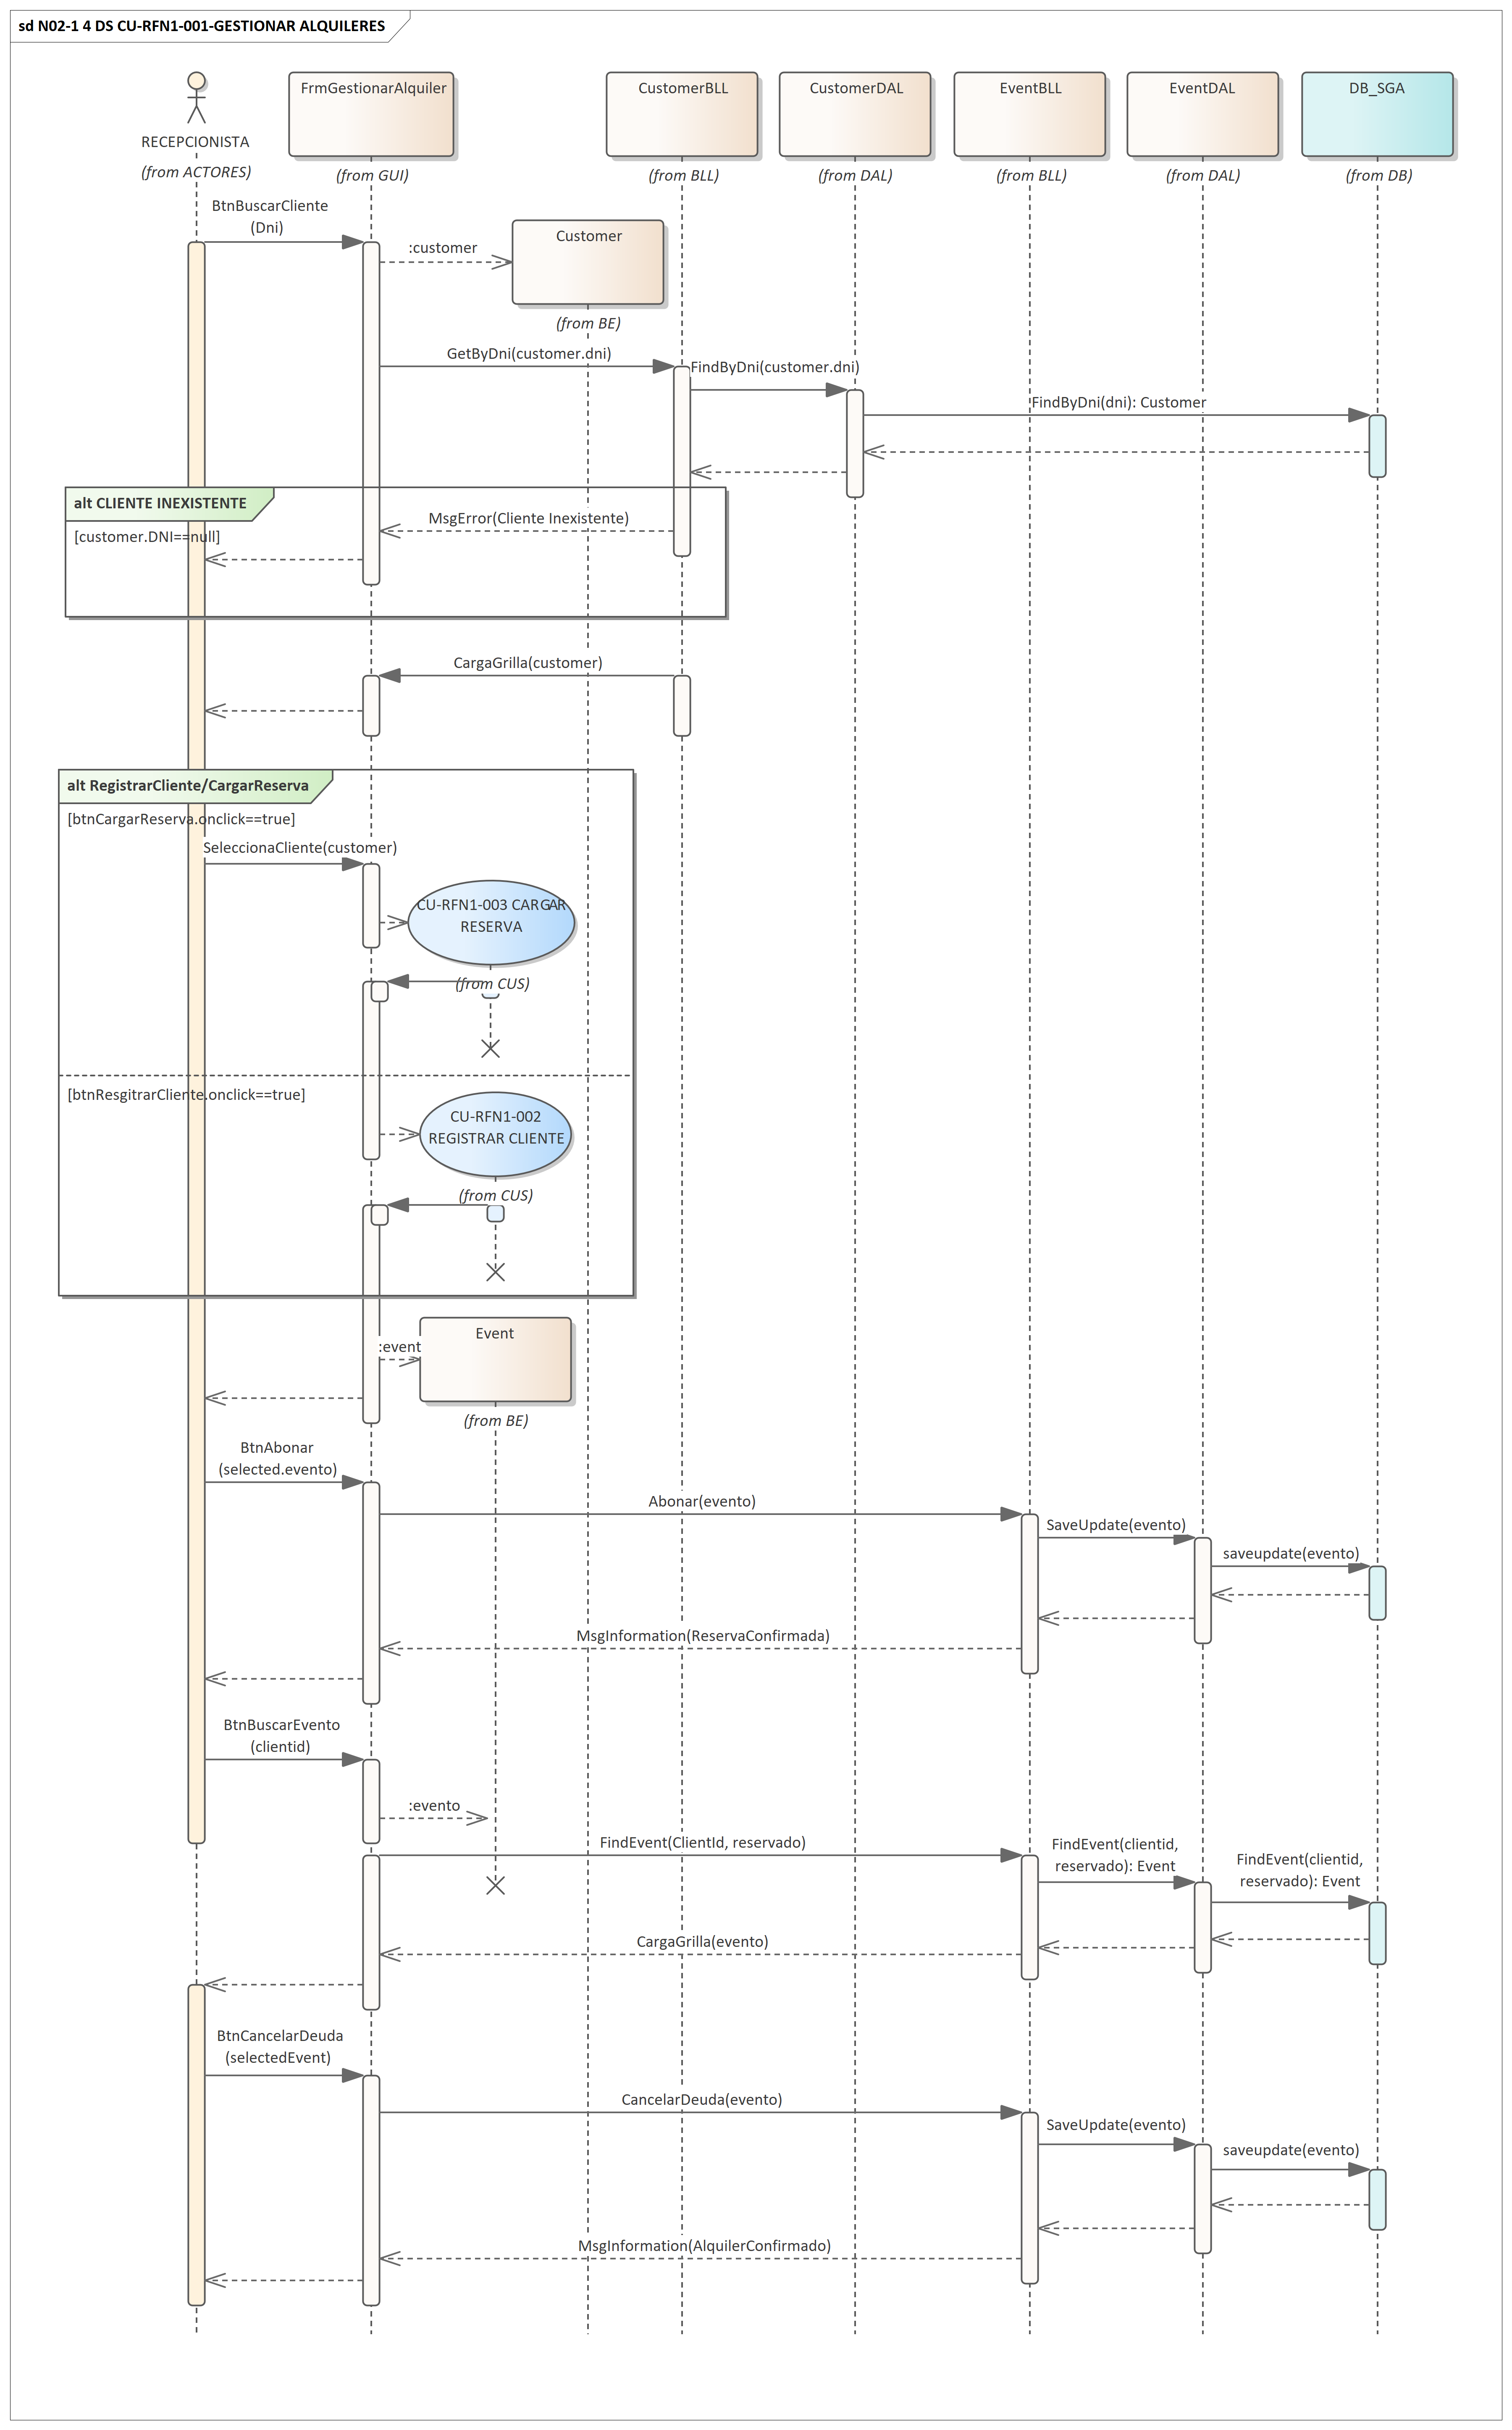 sd N02-1 4 DS CU-RFN1-001-GESTIONAR ALQUILERES
FrmGestionarAlquiler
CustomerBLL
CustomerDAL
EventBLL
EventDAL
DB_SGA
RECEPCIONISTA
(from ACTORES)
(from GUI)
(from BLL)
(from DAL)
(from BLL)
(from DAL)
(from DB)
BtnBuscarCliente
(Dni)
:customer
Customer
(from BE)
GetByDni(customer.dni)
FindByDni(customer.dni)
FindByDni(dni): Customer
alt CLIENTE INEXISTENTE
[customer.DNI==null]
MsgError(Cliente Inexistente)
CargaGrilla(customer)
alt RegistrarCliente/CargarReserva
[btnCargarReserva.onclick==true]
SeleccionaCliente(customer)
CU-RFN1-003 CARGAR
RESERVA
(from CUS)
[btnResgitrarCliente.onclick==true]
CU-RFN1-002
REGISTRAR CLIENTE
(from CUS)
:event
Event
(from BE)
BtnAbonar
(selected.evento)
Abonar(evento)
SaveUpdate(evento)
saveupdate(evento)
MsgInformation(ReservaConfirmada)
BtnBuscarEvento
(clientid)
:evento
FindEvent(ClientId, reservado)
FindEvent(clientid,
reservado): Event
FindEvent(clientid,
reservado): Event
CargaGrilla(evento)
BtnCancelarDeuda
(selectedEvent)
CancelarDeuda(evento)
SaveUpdate(evento)
saveupdate(evento)
MsgInformation(AlquilerConfirmado)